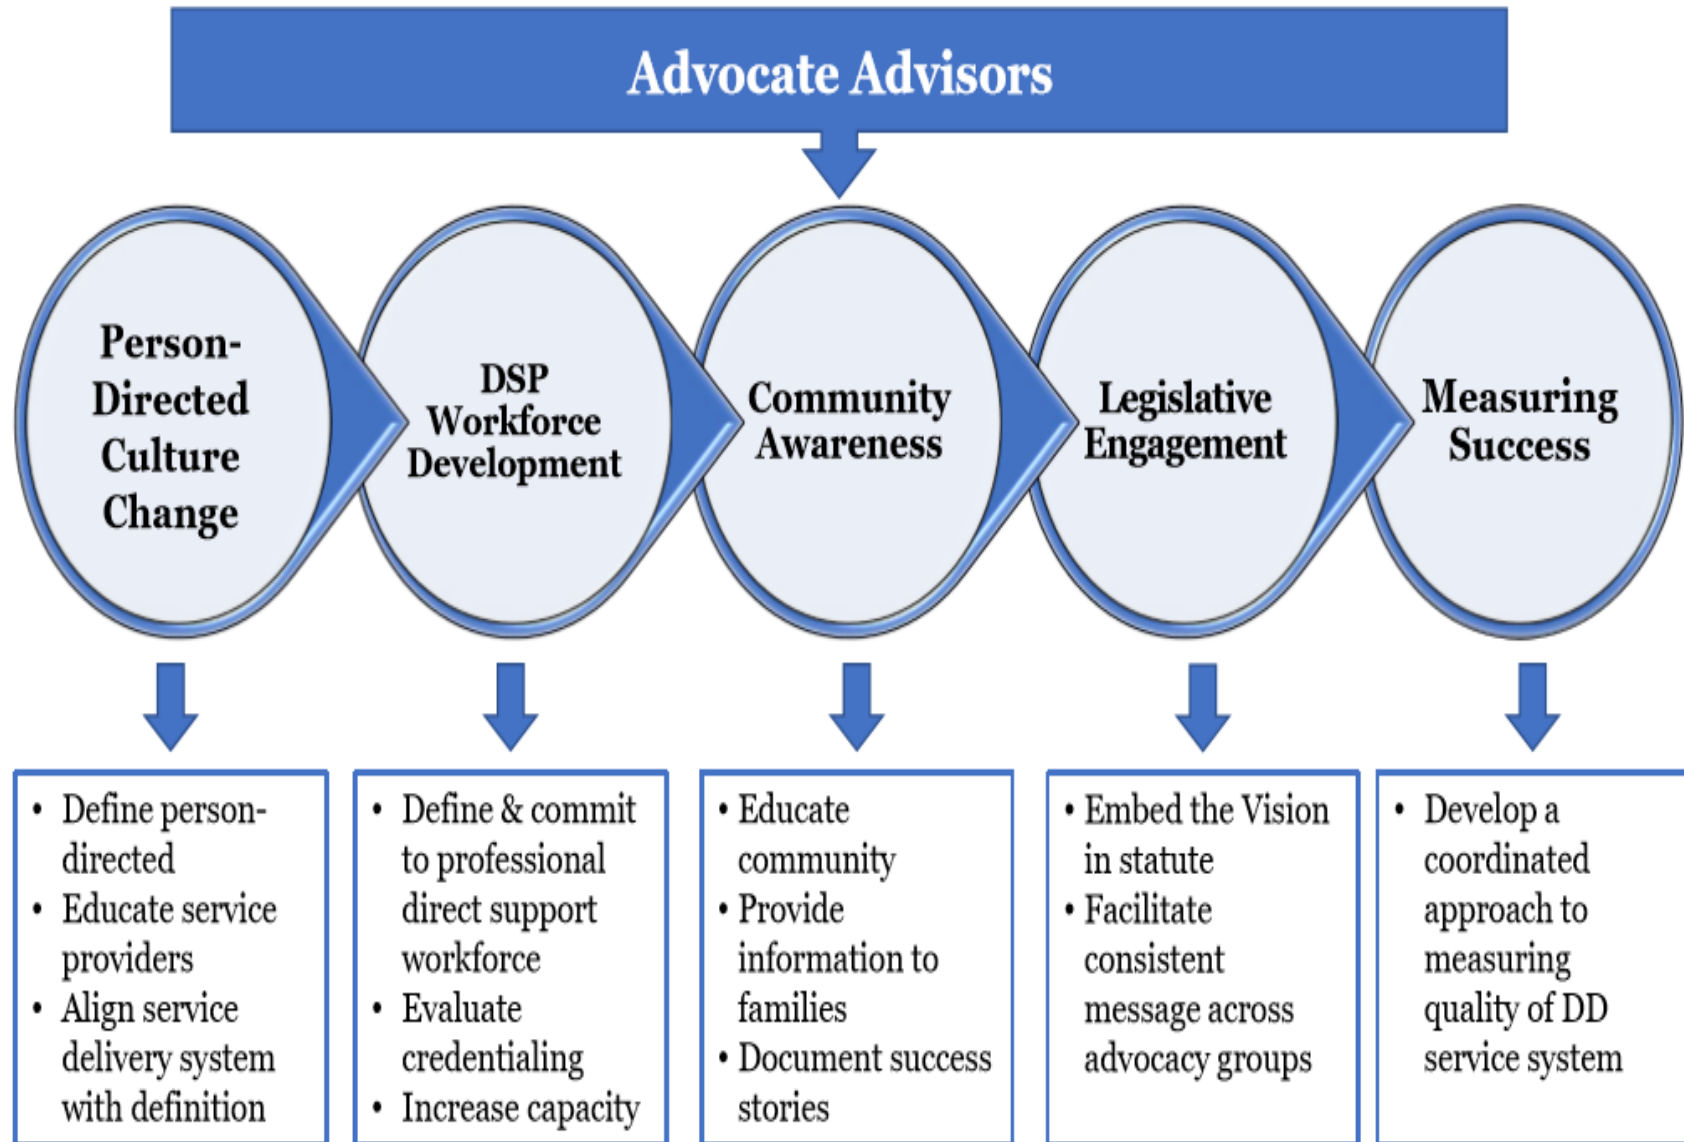 Advocate Advisors
Person-
Directed
Culture
Change
DSP
Workforce
Development
Community
Awareness
Legislative
Engagement
Measuring
Success
• Define person-
directed
• Educate service
providers
• Align service
delivery system
with definition
• Define & commit
to professional
direct support
workforce
• Evaluate
credentialing
• Increase capacity
• Educate
community
• Provide
information to
families
• Document success
stories
• Embed the Vision
in statute
• Facilitate
consistent
message across
advocacy groups
• Develop a
coordinated
approach to
measuring
quality of DD
service system